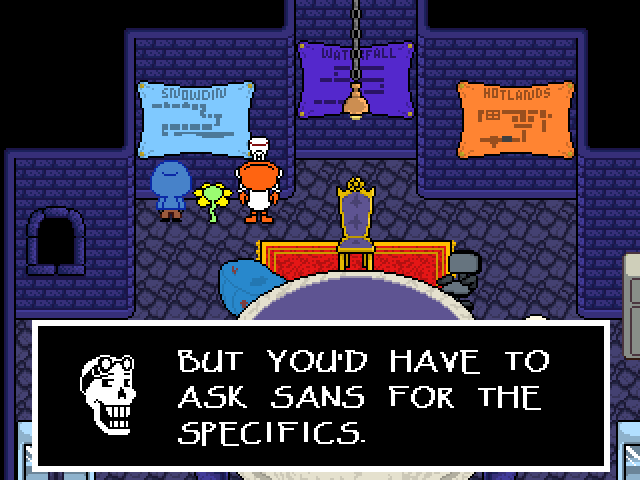 WATERFALL
SNOWDIN
HOTLANDS
BUT YOU'D HAVE TO
ASK SANS FOR THE
SPECIFICS.